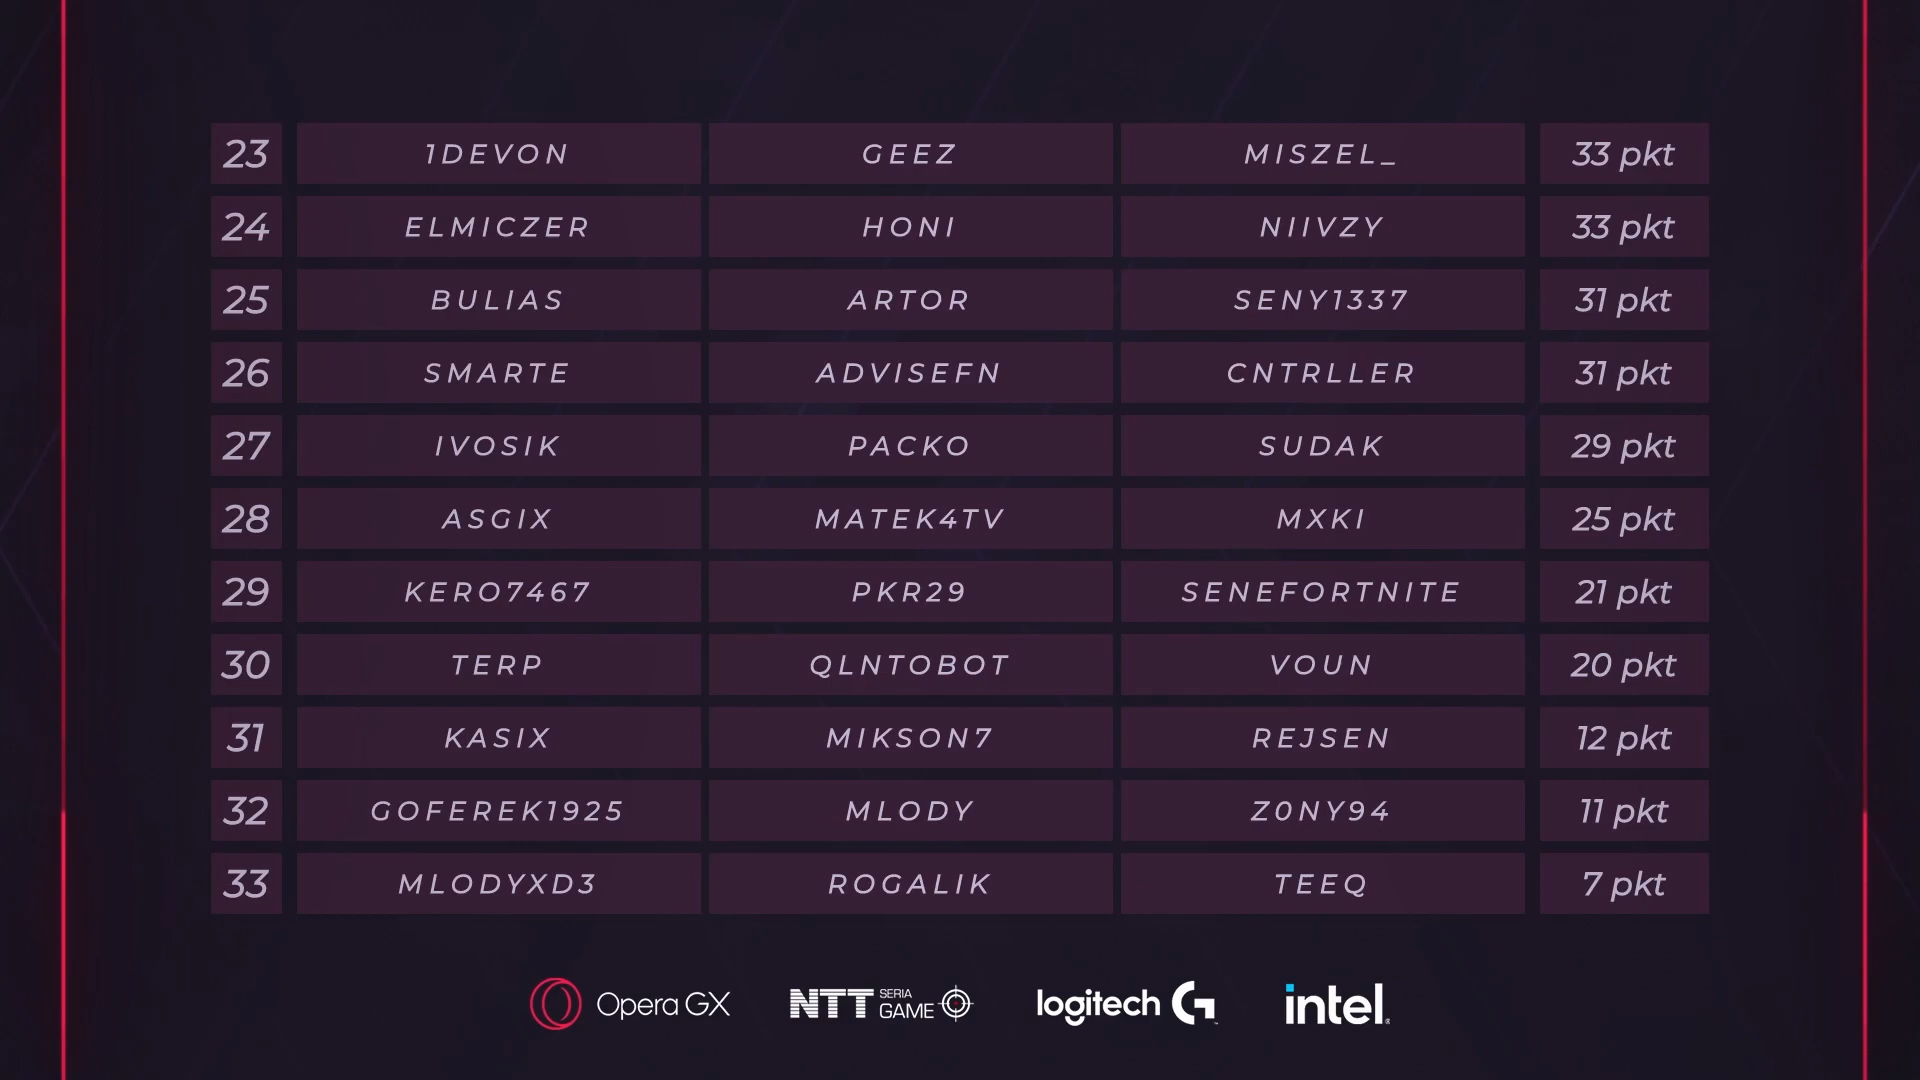 23 1DEVON GEEZ MISZEL_ 33 pkt
24 ELMICZER HONI NIIVZY 33 pkt
25 BULIAS ARTOR SENY1337 31 pkt
26 SMARTE ADVISEFN CNTRLLER 31 pkt
27 IVOSIK PACKO SUDAK 29 pkt
28 ASGIX MATEK4TV MXKI 25 pkt
29 KERO7467 PKR29 SENEFORTNITE 21 pkt
30 TERP QLNTOBOT VOUN 20 pkt
31 KASIX MIKSON7 REJSEN 12 pkt
32 GOFEREK1925 MLODY Z0NY94 11 pkt
33 MLODYXD3 ROGALIK TEEQ 7 pkt
Opera GX NTT SERIA GAME logitech G intel